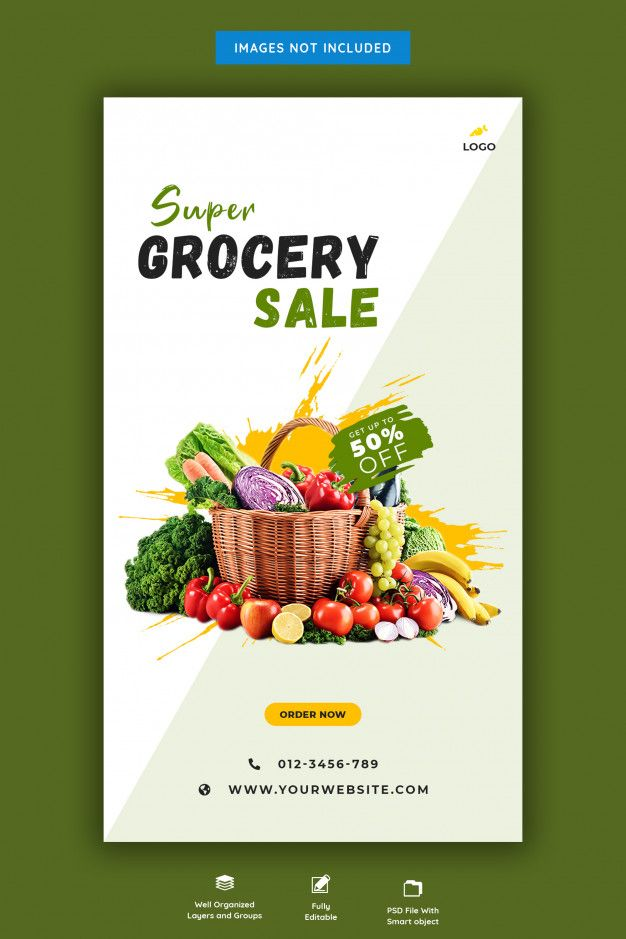 IMAGES NOT INCLUDED
LOGO
Super
GROCERY
SALE
GET UP TO
50%
OFF
ORDER NOW
012-3456-789
WWW.YOURWEBSITE.COM
Well Organized
Layers and Groups
Fully
Editable
PSD File With
Smart object